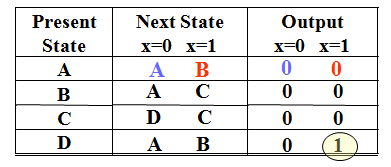 Present Next State Output
State x=0 x=1 x=0 x=1
A A B 0 0
B A C 0 0
C D C 0 0
D A B 0 1